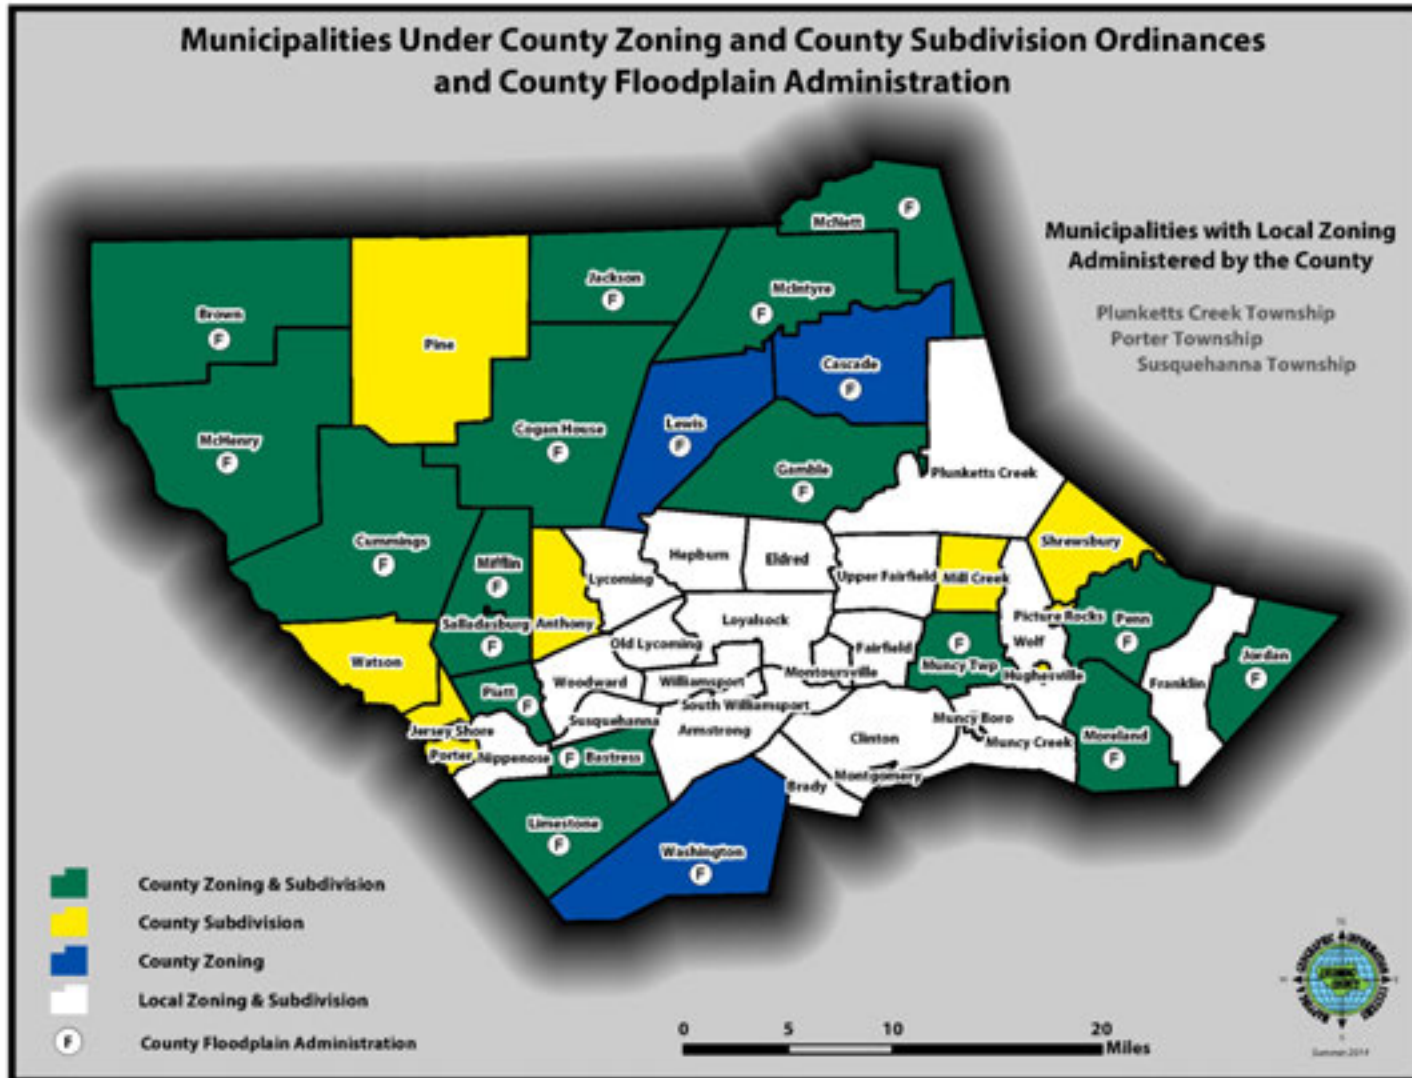 Municipalities Under County Zoning and County Subdivision Ordinances
and County Floodplain Administration
McNett
F
Municipalities with Local Zoning
Administered by the County
Plunketts Creek Township
Porter Township
Susquehanna Township
Jackson
F
McIntyre
F
Brown
F
Pine
Cascade
F
Lewis
F
Cogan House
F
McHenry
F
Gamble
F
Plunketts Creek
Cummings
F
Mifflin
F
Hepburn
Eldred
Shrewsbury
Lycoming
Upper Fairfield
Mill Creek
Salladasburg
F
Anthony
Loyalsock
Picture Rocks
Penn
F
Old Lycoming
Fairfield
F
Wolf
Watson
Muncy Twp
Jordan
F
Hughesville
Franklin
Montoursville
Woodward
Williamsport
Piatt
F
South Williamsport
Susquehanna
Armstrong
Muncy Boro
Jersey Shore
Clinton
Muncy Creek
Moreland
F
Porter
Nippenose
F
Bastress
Montgomery
Brady
Limestone
F
Washington
F
County Zoning & Subdivision
County Subdivision
County Zoning
Local Zoning & Subdivision
F
County Floodplain Administration
0 5 10 20
Miles
LYCOMING
COUNTY
Summer 2014